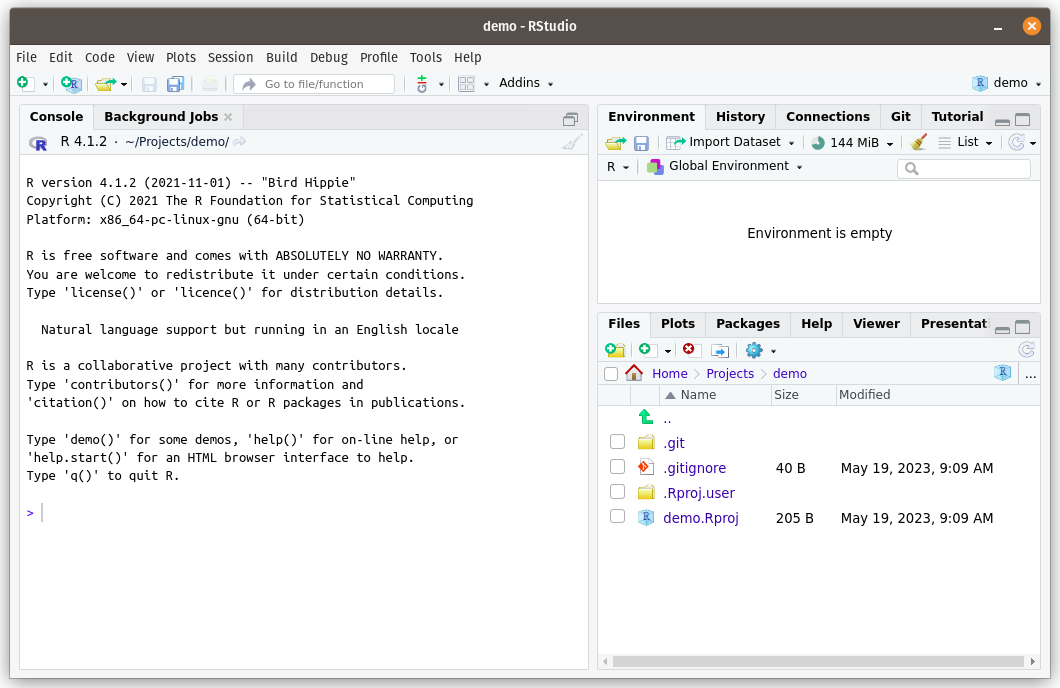 demo - RStudio
File Edit Code View Plots Session Build Debug Profile Tools Help
Go to file/function Addins demo
Console Background Jobs
R 4.1.2 · ~/Projects/demo/
R version 4.1.2 (2021-11-01) -- "Bird Hippie"
Copyright (C) 2021 The R Foundation for Statistical Computing
Platform: x86_64-pc-linux-gnu (64-bit)
R is free software and comes with ABSOLUTELY NO WARRANTY.
You are welcome to redistribute it under certain conditions.
Type 'license()' or 'licence()' for distribution details.
Natural language support but running in an English locale
R is a collaborative project with many contributors.
Type 'contributors()' for more information and
'citation()' on how to cite R or R packages in publications.
Type 'demo()' for some demos, 'help()' for on-line help, or
'help.start()' for an HTML browser interface to help.
Type 'q()' to quit R.
>
Environment History Connections Git Tutorial
Import Dataset 144 MiB List
R Global Environment
Environment is empty
Files Plots Packages Help Viewer Presentati
Home Projects demo ...
Name Size Modified
..
.git
.gitignore 40 B May 19, 2023, 9:09 AM
.Rproj.user
demo.Rproj 205 B May 19, 2023, 9:09 AM